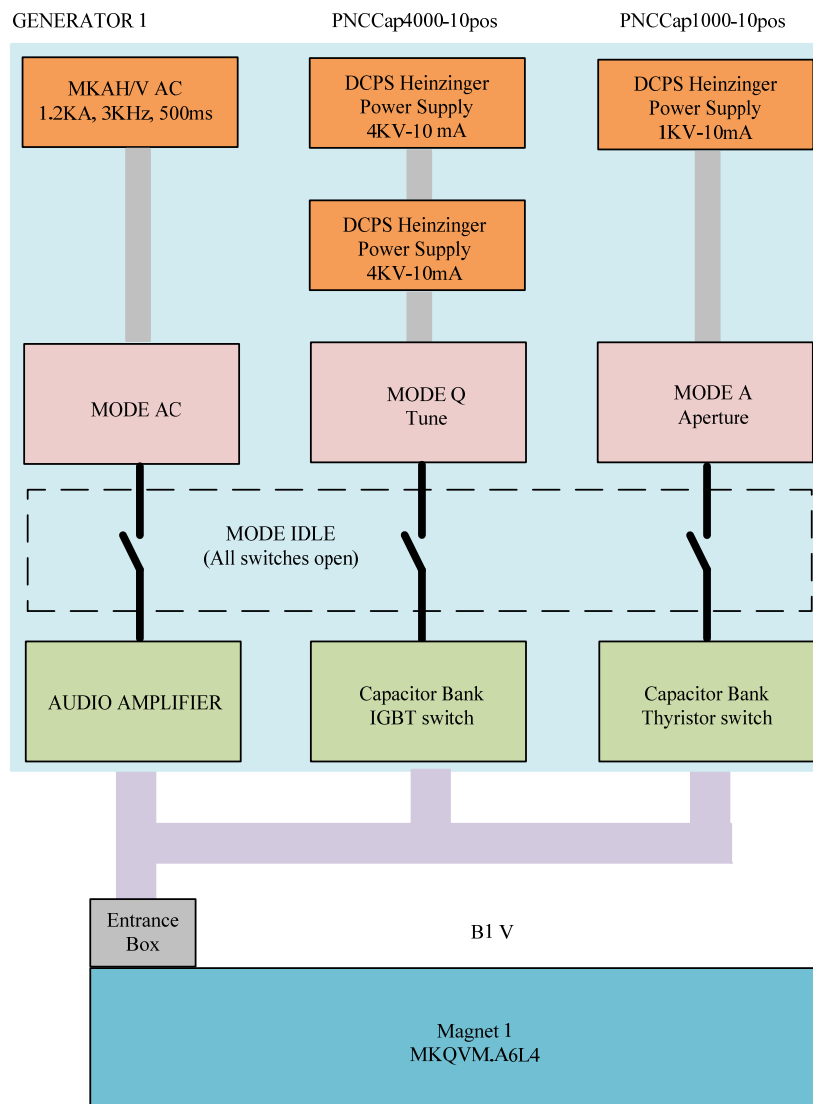 GENERATOR 1
PNCCap4000-10pos
PNCCap1000-10pos
MKAH/V AC
1.2KA, 3KHz, 500ms
DCPS Heinzinger
Power Supply
4KV-10 mA
DCPS Heinzinger
Power Supply
1KV-10mA
DCPS Heinzinger
Power Supply
4KV-10mA
MODE AC
MODE Q
Tune
MODE A
Aperture
MODE IDLE
(All switches open)
AUDIO AMPLIFIER
Capacitor Bank
IGBT switch
Capacitor Bank
Thyristor switch
Entrance
Box
B1 V
Magnet 1
MKQVM.A6L4